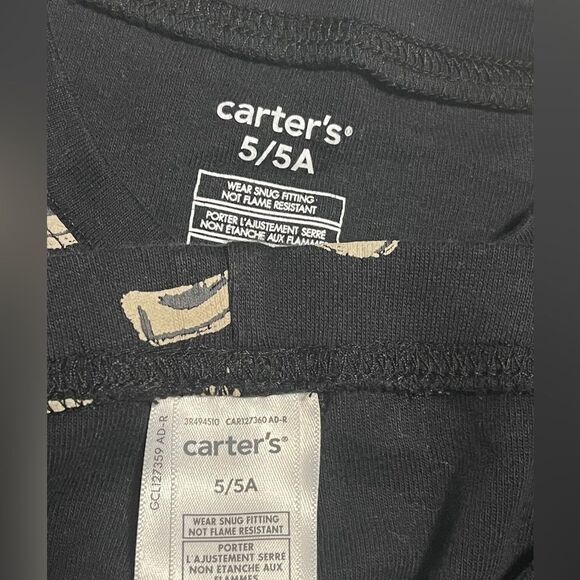 carter's®
5/5A
WEAR SNUG FITTING
NOT FLAME RESISTANT
PORTER L'AJUSTEMENT SERRÉ
NON ÉTANCHE AUX FLAMMES
3R494510 CAR127360 AD-R
GCL127359 AD-R
carter's®
5/5A
WEAR SNUG FITTING
NOT FLAME RESISTANT
PORTER
L'AJUSTEMENT SERRÉ
NON ÉTANCHE AUX
FLAMMES